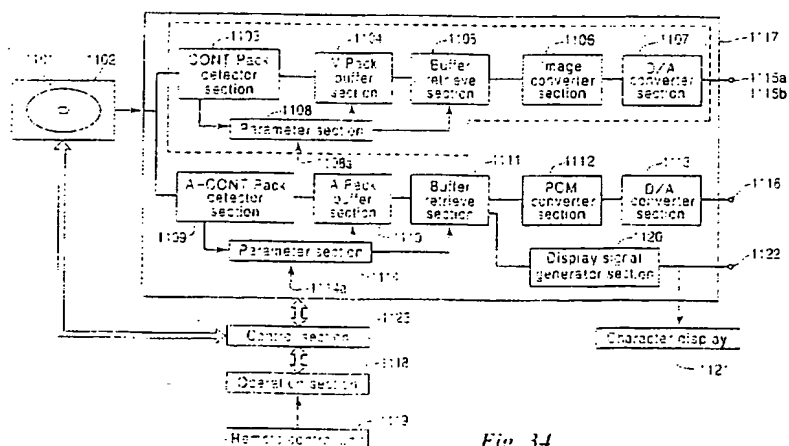 1101
1102
1103
1104
1105
1106
1107
1117
CONT Pack
detector
section
V Pack
buffer
section
Buffer
retrieve
section
Image
converter
section
D/A
converter
section
1115a
1115b
1108
Parameter section
1108a
1111
1112
1113
A-CONT Pack
detector
section
A Pack
buffer
section
Buffer
retrieve
section
PCM
converter
section
D/A
converter
section
1116
1109
1110
1120
Parameter section
1114
Display signal
generator section
1122
1114a
1123
Control section
Character display
1118
1121
Operation section
1119
Remote control unit
Fig. 34